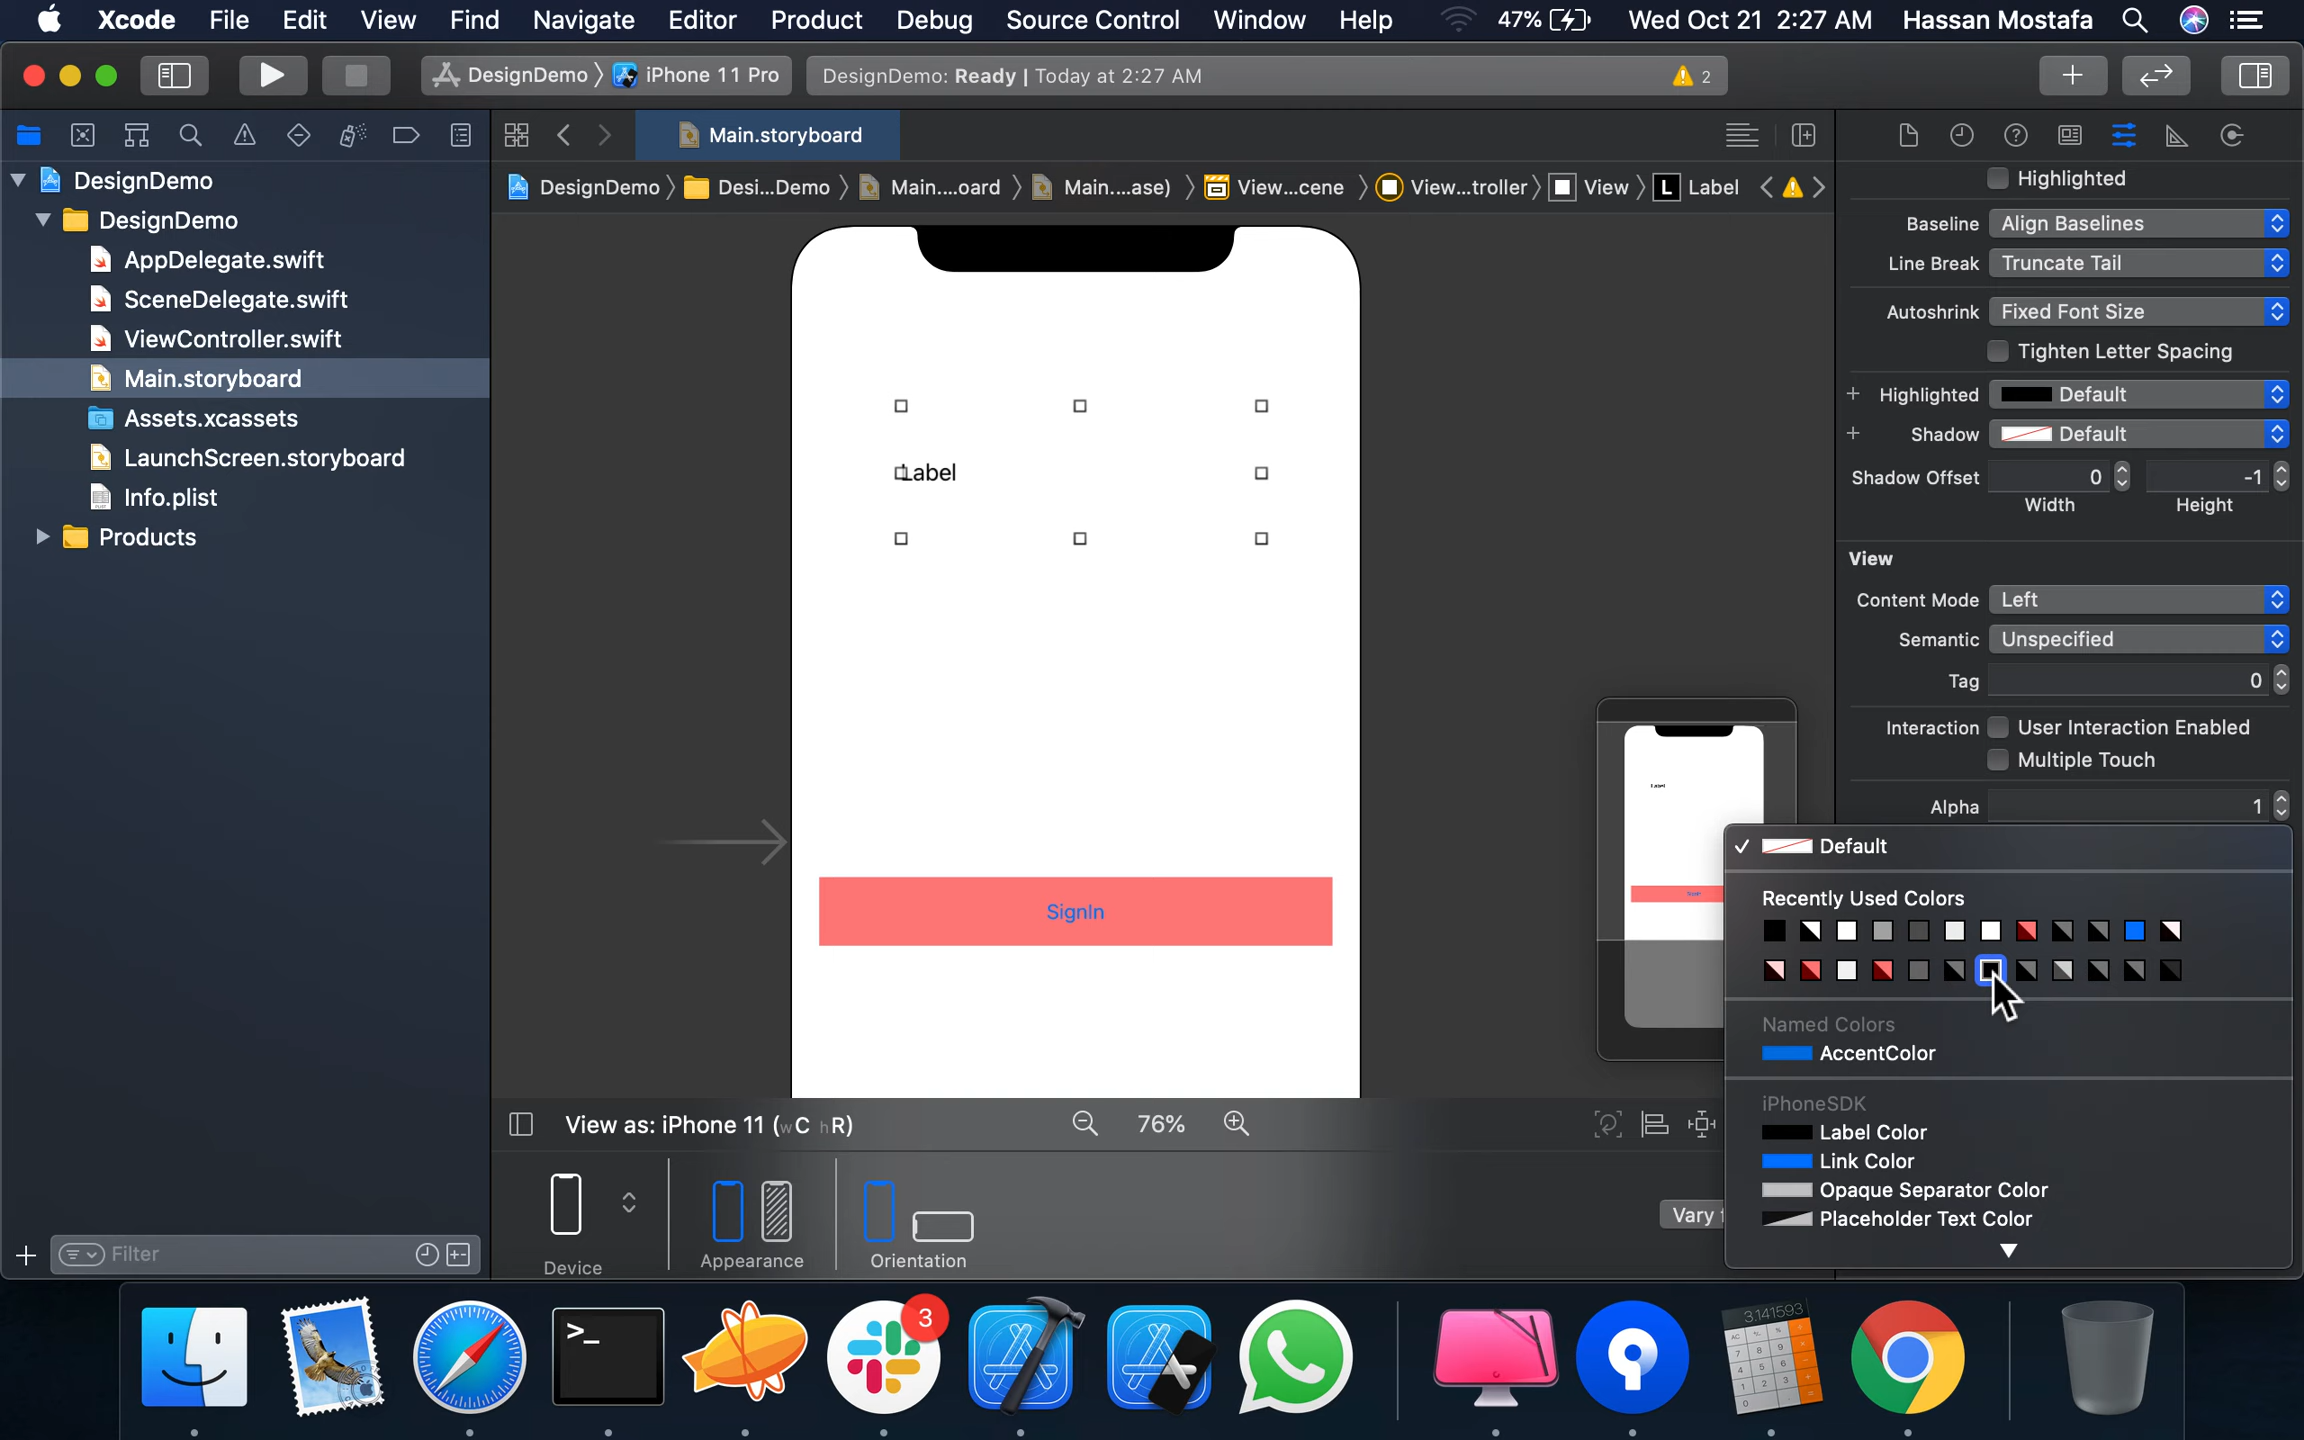 Xcode File Edit View Find Navigate Editor Product Debug Source Control Window Help 47% Wed Oct 21 2:27 AM Hassan Mostafa
DesignDemo iPhone 11 Pro DesignDemo: Ready | Today at 2:27 AM 2
Main.storyboard
DesignDemo Desi...Demo Main....oard Main....ase) View...cene View...troller View L Label
DesignDemo
DesignDemo
AppDelegate.swift
SceneDelegate.swift
ViewController.swift
Main.storyboard
Assets.xcassets
LaunchScreen.storyboard
Info.plist
Products
Filter
Label
SignIn
Label
View as: iPhone 11 (wC hR) 76%
Device
Appearance
Orientation
Vary
Highlighted
Baseline Align Baselines
Line Break Truncate Tail
Autoshrink Fixed Font Size
Tighten Letter Spacing
Highlighted Default
Shadow Default
Shadow Offset 0 -1
Width Height
View
Content Mode Left
Semantic Unspecified
Tag 0
Interaction User Interaction Enabled
Multiple Touch
Alpha 1
Default
Recently Used Colors
Named Colors
AccentColor
iPhoneSDK
Label Color
Link Color
Opaque Separator Color
Placeholder Text Color
3
3.141593